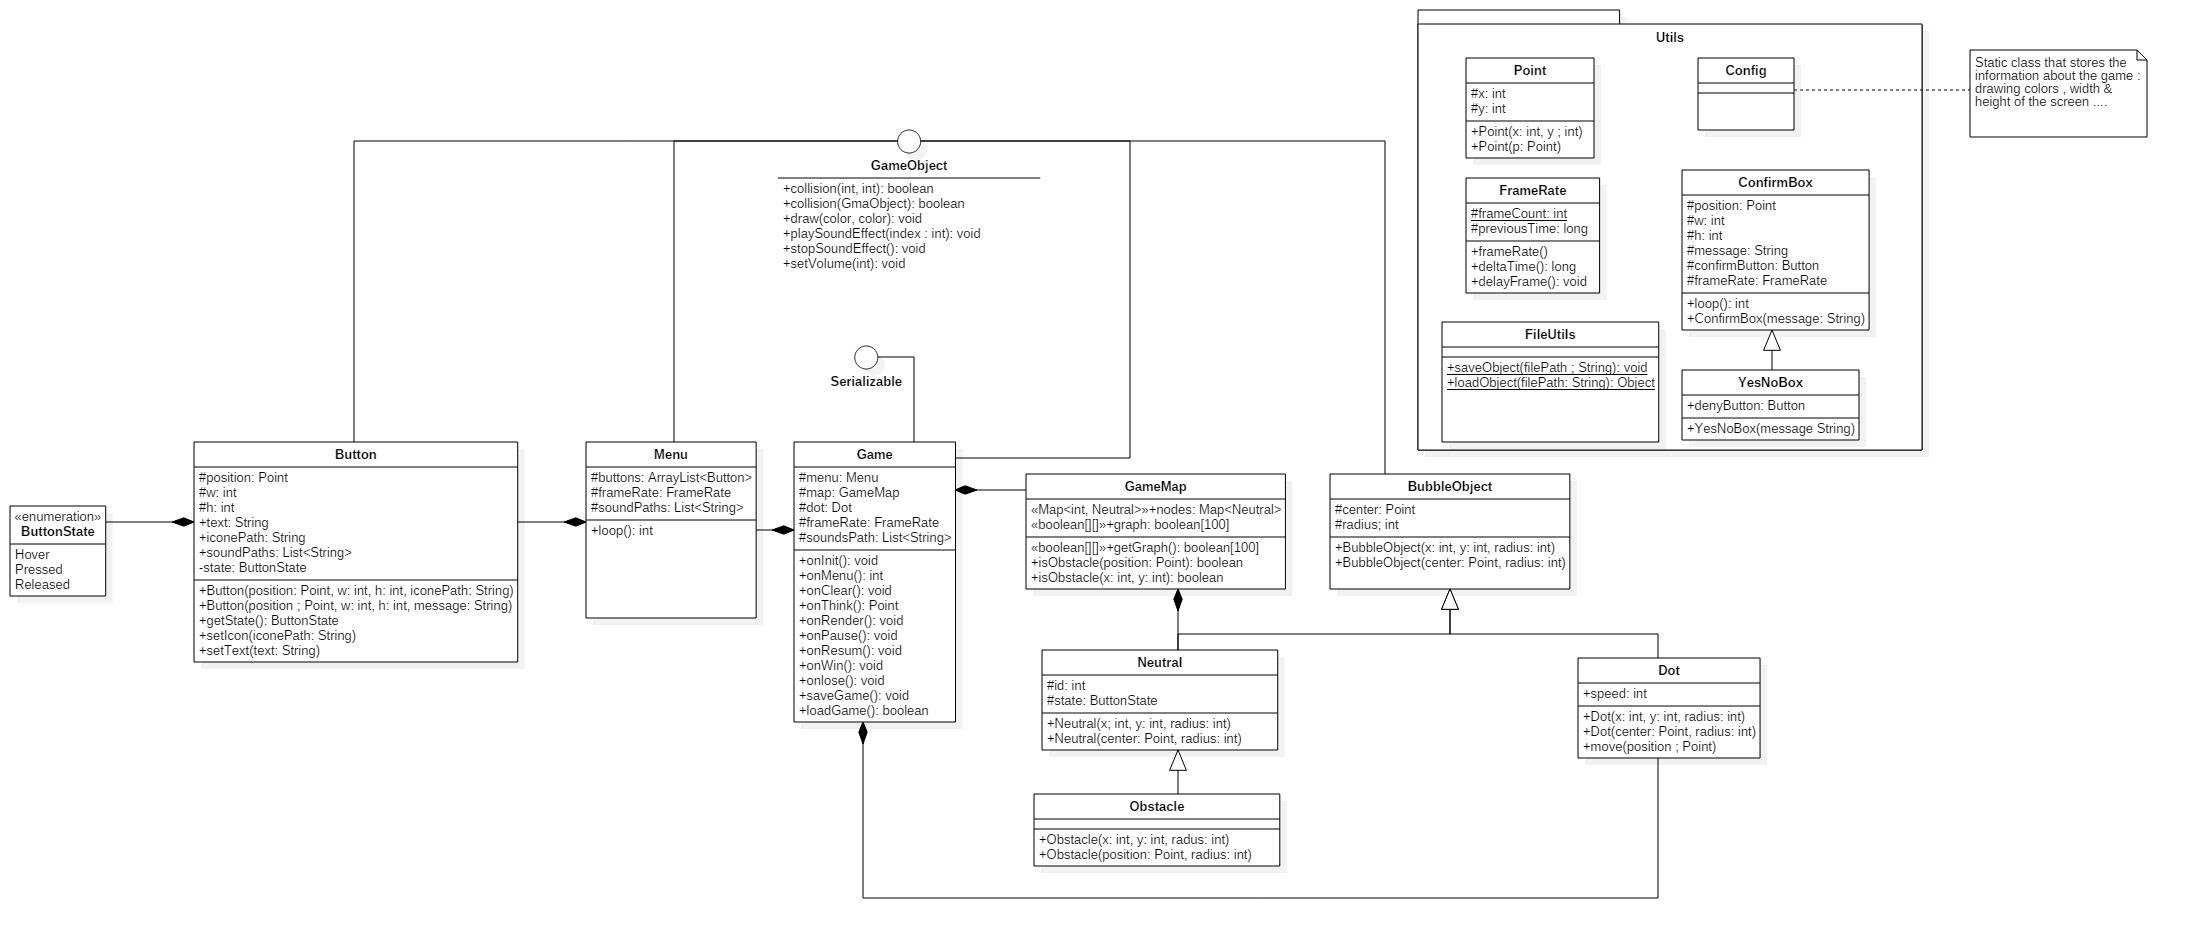 Utils
Point
#x: int
#y: int
+Point(x: int, y ; int)
+Point(p: Point)
Config
Static class that stores the
information about the game :
drawing colors , width &
height of the screen ....
FrameRate
#frameCount: int
#previousTime: long
+frameRate()
+deltaTime(): long
+delayFrame(): void
ConfirmBox
#position: Point
#w: int
#h: int
#message: String
#confirmButton: Button
#frameRate: FrameRate
+loop(): int
+ConfirmBox(message: String)
FileUtils
+saveObject(filePath ; String): void
+loadObject(filePath: String): Object
YesNoBox
+denyButton: Button
+YesNoBox(message String)
GameObject
+collision(int, int): boolean
+collision(GmaObject): boolean
+draw(color, color): void
+playSoundEffect(index : int): void
+stopSoundEffect(): void
+setVolume(int): void
Serializable
«enumeration»
ButtonState
Hover
Pressed
Released
Button
#position: Point
#w: int
#h: int
+text: String
+iconePath: String
+soundPaths: List<String>
-state: ButtonState
+Button(position: Point, w: int, h: int, iconePath: String)
+Button(position ; Point, w: int, h: int, message: String)
+getState(): ButtonState
+setIcon(iconePath: String)
+setText(text: String)
Menu
#buttons: ArrayList<Button>
#frameRate: FrameRate
#soundPaths: List<String>
+loop(): int
Game
#menu: Menu
#map: GameMap
#dot: Dot
#frameRate: FrameRate
#soundsPath: List<String>
+onInit(): void
+onMenu(): int
+onClear(): void
+onThink(): Point
+onRender(): void
+onPause(): void
+onResum(): void
+onWin(): void
+onlose(): void
+saveGame(): void
+loadGame(): boolean
GameMap
«Map<int, Neutral>»+nodes: Map<Neutral>
«boolean[][]»+graph: boolean[100]
«boolean[][]»+getGraph(): boolean[100]
+isObstacle(position: Point): boolean
+isObstacle(x: int, y: int): boolean
BubbleObject
#center: Point
#radius; int
+BubbleObject(x: int, y: int, radius: int)
+BubbleObject(center: Point, radius: int)
Neutral
#id: int
#state: ButtonState
+Neutral(x; int, y: int, radius: int)
+Neutral(center: Point, radius: int)
Dot
+speed: int
+Dot(x: int, y: int, radius: int)
+Dot(center: Point, radius: int)
+move(position ; Point)
Obstacle
+Obstacle(x: int, y: int, radus: int)
+Obstacle(position: Point, radius: int)